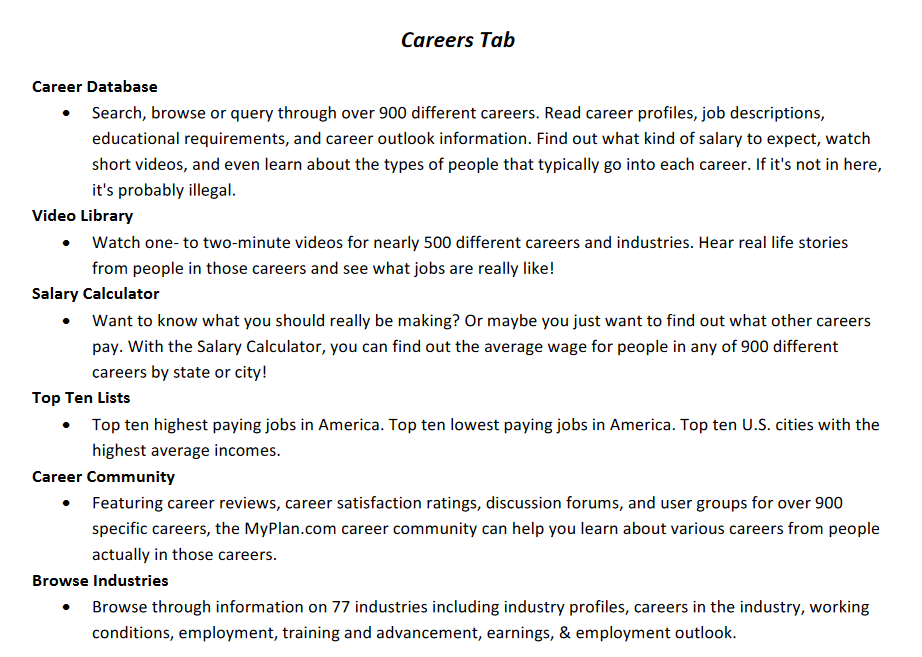 Careers Tab
Career Database
• Search, browse or query through over 900 different careers. Read career profiles, job descriptions,
educational requirements, and career outlook information. Find out what kind of salary to expect, watch
short videos, and even learn about the types of people that typically go into each career. If it's not in here,
it's probably illegal.
Video Library
• Watch one- to two-minute videos for nearly 500 different careers and industries. Hear real life stories
from people in those careers and see what jobs are really like!
Salary Calculator
• Want to know what you should really be making? Or maybe you just want to find out what other careers
pay. With the Salary Calculator, you can find out the average wage for people in any of 900 different
careers by state or city!
Top Ten Lists
• Top ten highest paying jobs in America. Top ten lowest paying jobs in America. Top ten U.S. cities with the
highest average incomes.
Career Community
• Featuring career reviews, career satisfaction ratings, discussion forums, and user groups for over 900
specific careers, the MyPlan.com career community can help you learn about various careers from people
actually in those careers.
Browse Industries
• Browse through information on 77 industries including industry profiles, careers in the industry, working
conditions, employment, training and advancement, earnings, & employment outlook.